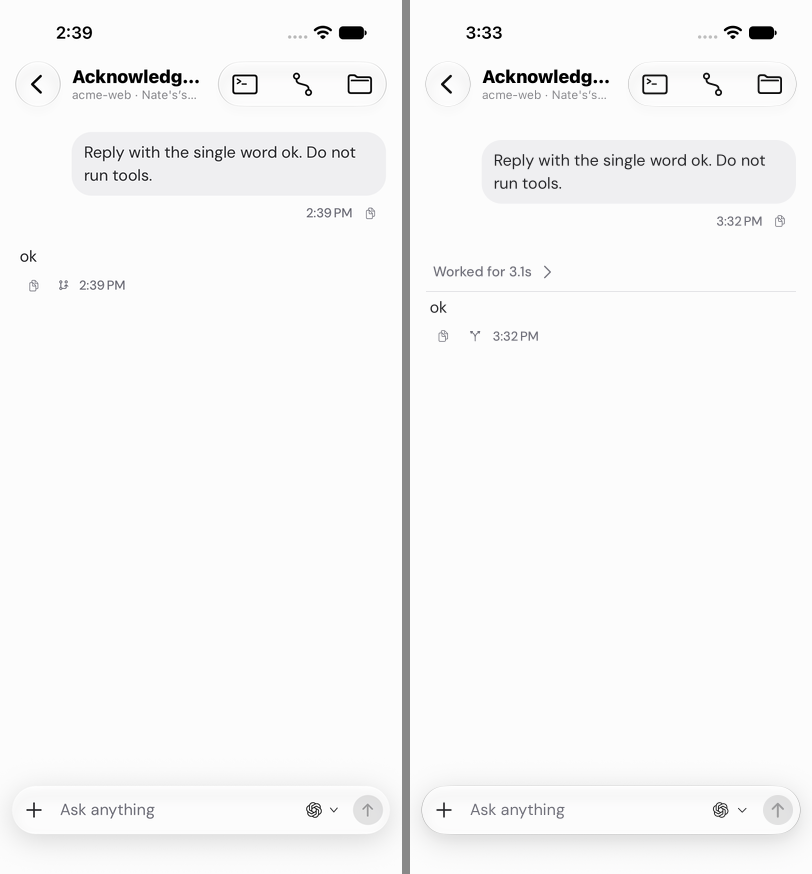 2:39
Acknowledg...
acme-web · Nate's's...
Reply with the single word ok. Do not
run tools.
2:39 PM
ok
2:39 PM
Ask anything
3:33
Acknowledg...
acme-web · Nate's's...
Reply with the single word ok. Do not
run tools.
3:32 PM
Worked for 3.1s
ok
3:32 PM
Ask anything